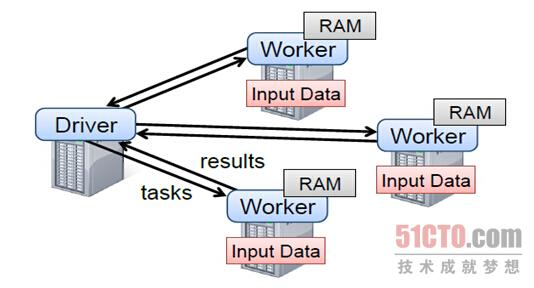 RAM
Worker
Input Data
RAM
Driver
Worker
results
Input Data
RAM
tasks
Worker
Input Data
51CTO.com
技术成就梦想